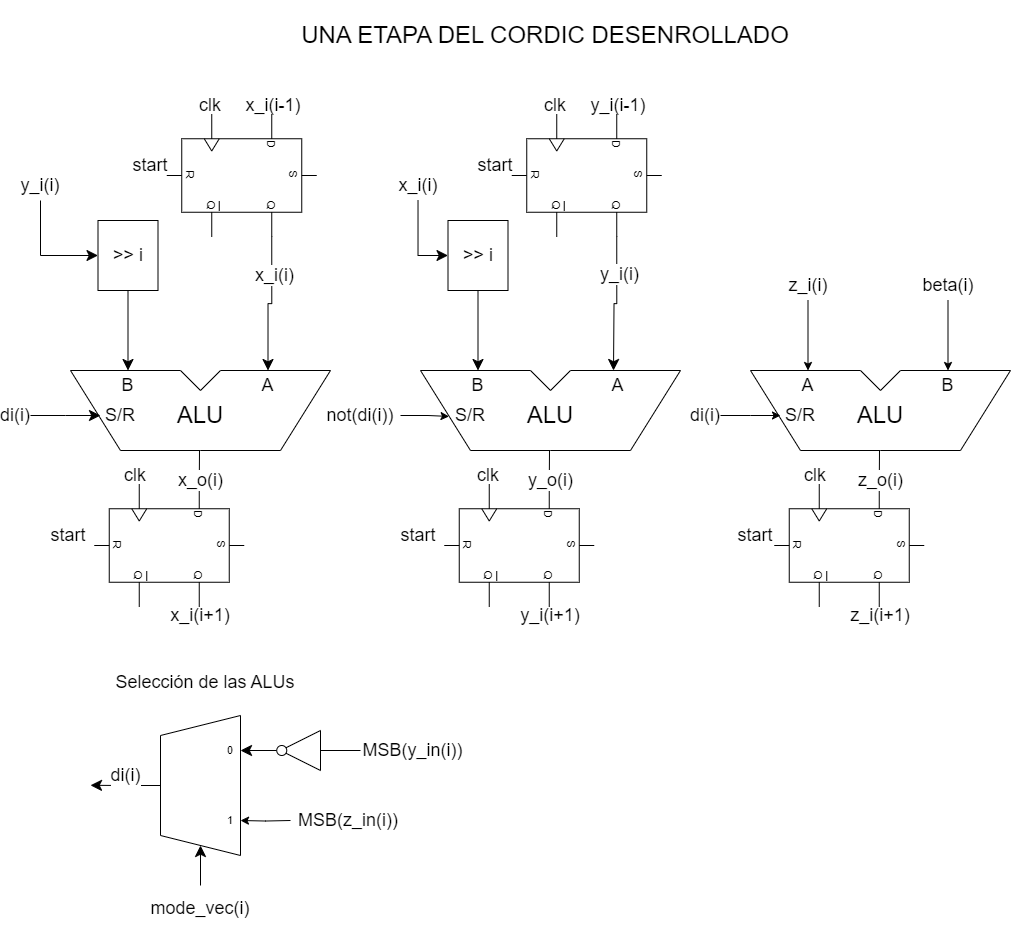 UNA ETAPA DEL CORDIC DESENROLLADO
clk x_i(i-1)
D
start R S
Q Q
y_i(i)
>> i
x_i(i)
B A
di(i) S/R ALU
clk x_o(i)
D
start R S
Q Q
x_i(i+1)
clk y_i(i-1)
D
start R S
Q Q
x_i(i)
>> i
y_i(i)
B A
not(di(i)) S/R ALU
clk y_o(i)
D
start R S
Q Q
y_i(i+1)
z_i(i) beta(i)
A B
di(i) S/R ALU
clk z_o(i)
D
start R S
Q Q
z_i(i+1)
Selección de las ALUs
0 MSB(y_in(i))
di(i)
1 MSB(z_in(i))
mode_vec(i)